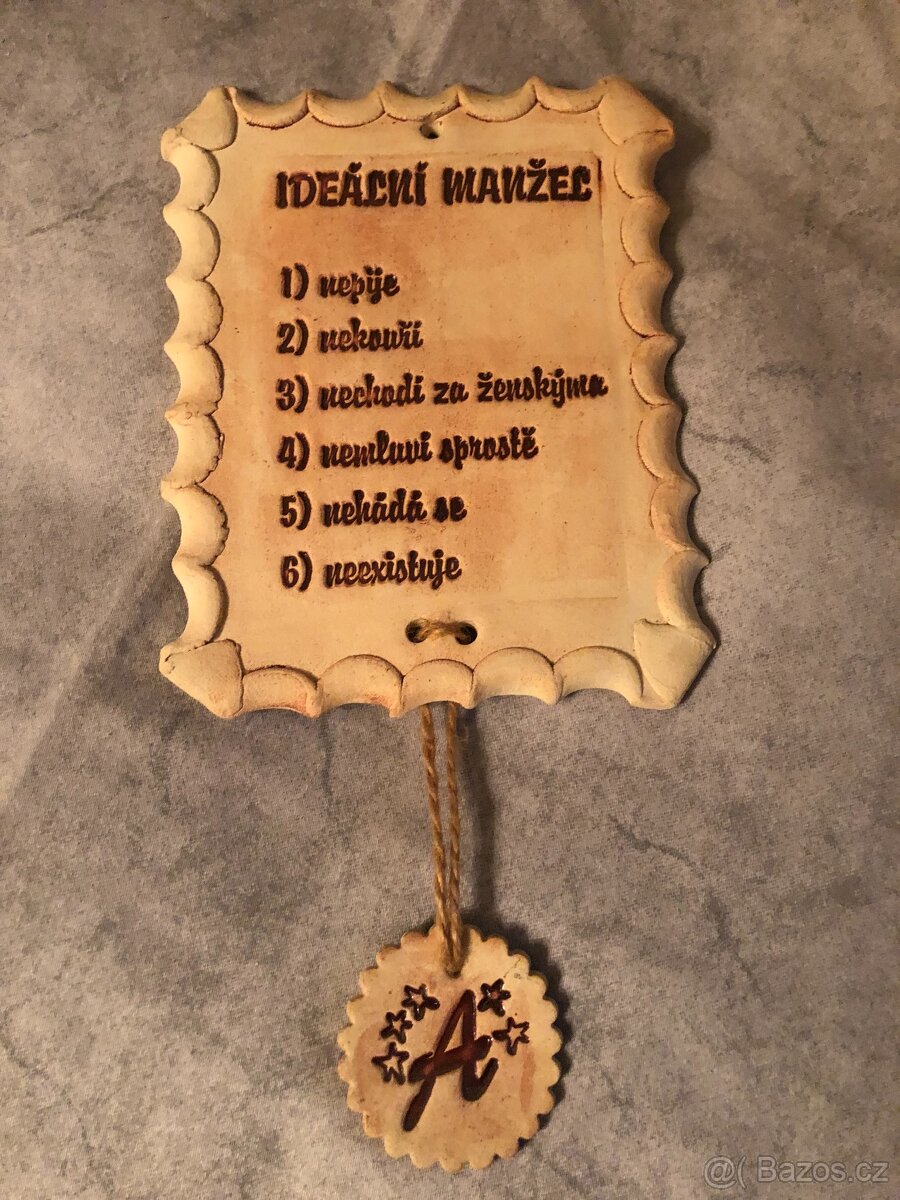 IDEÁLNÍ MANŽEL
1) nepije
2) nekouří
3) nechodí za ženskýma
4) nemluví sprostě
5) nehádá se
6) neexistuje
A
@( Bazos.cz